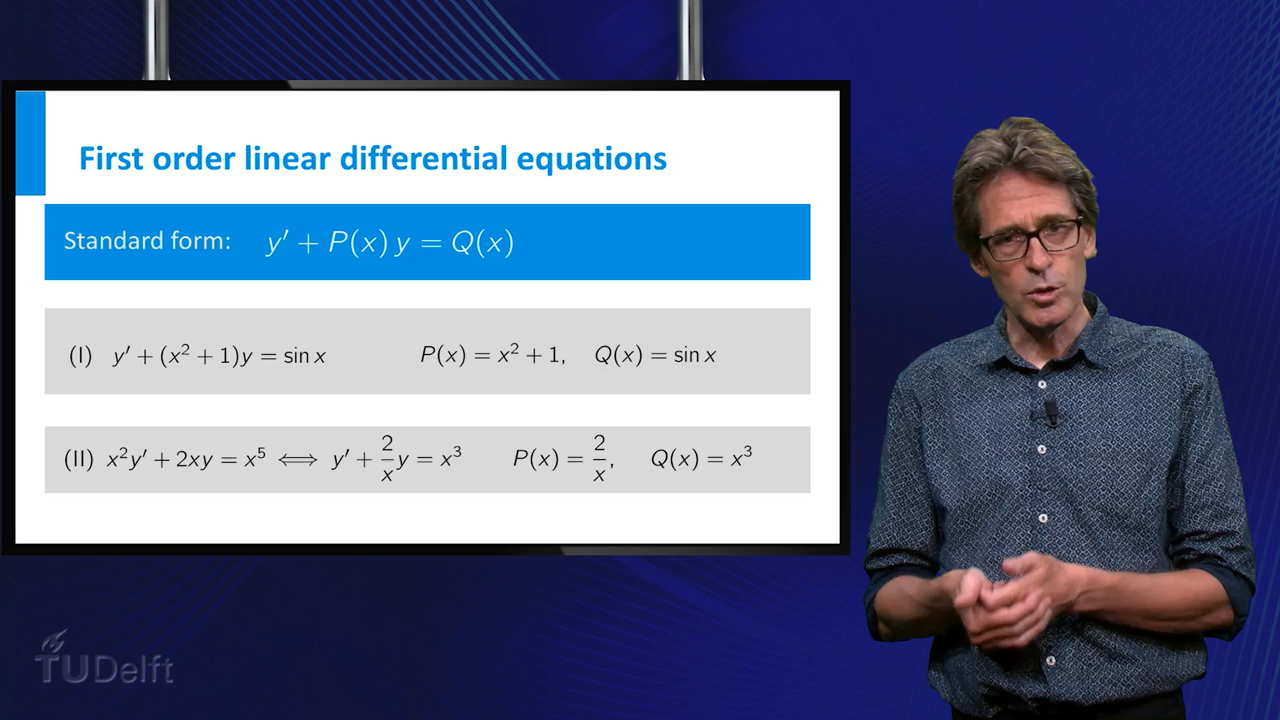 First order linear differential equations
Standard form: y′ + P(x) y = Q(x)
(I) y′ + (x² + 1)y = sin x P(x) = x² + 1, Q(x) = sin x
(II) x²y′ + 2xy = x⁵ ⟺ y′ + 2/x y = x³ P(x) = 2/x, Q(x) = x³
TUDelft